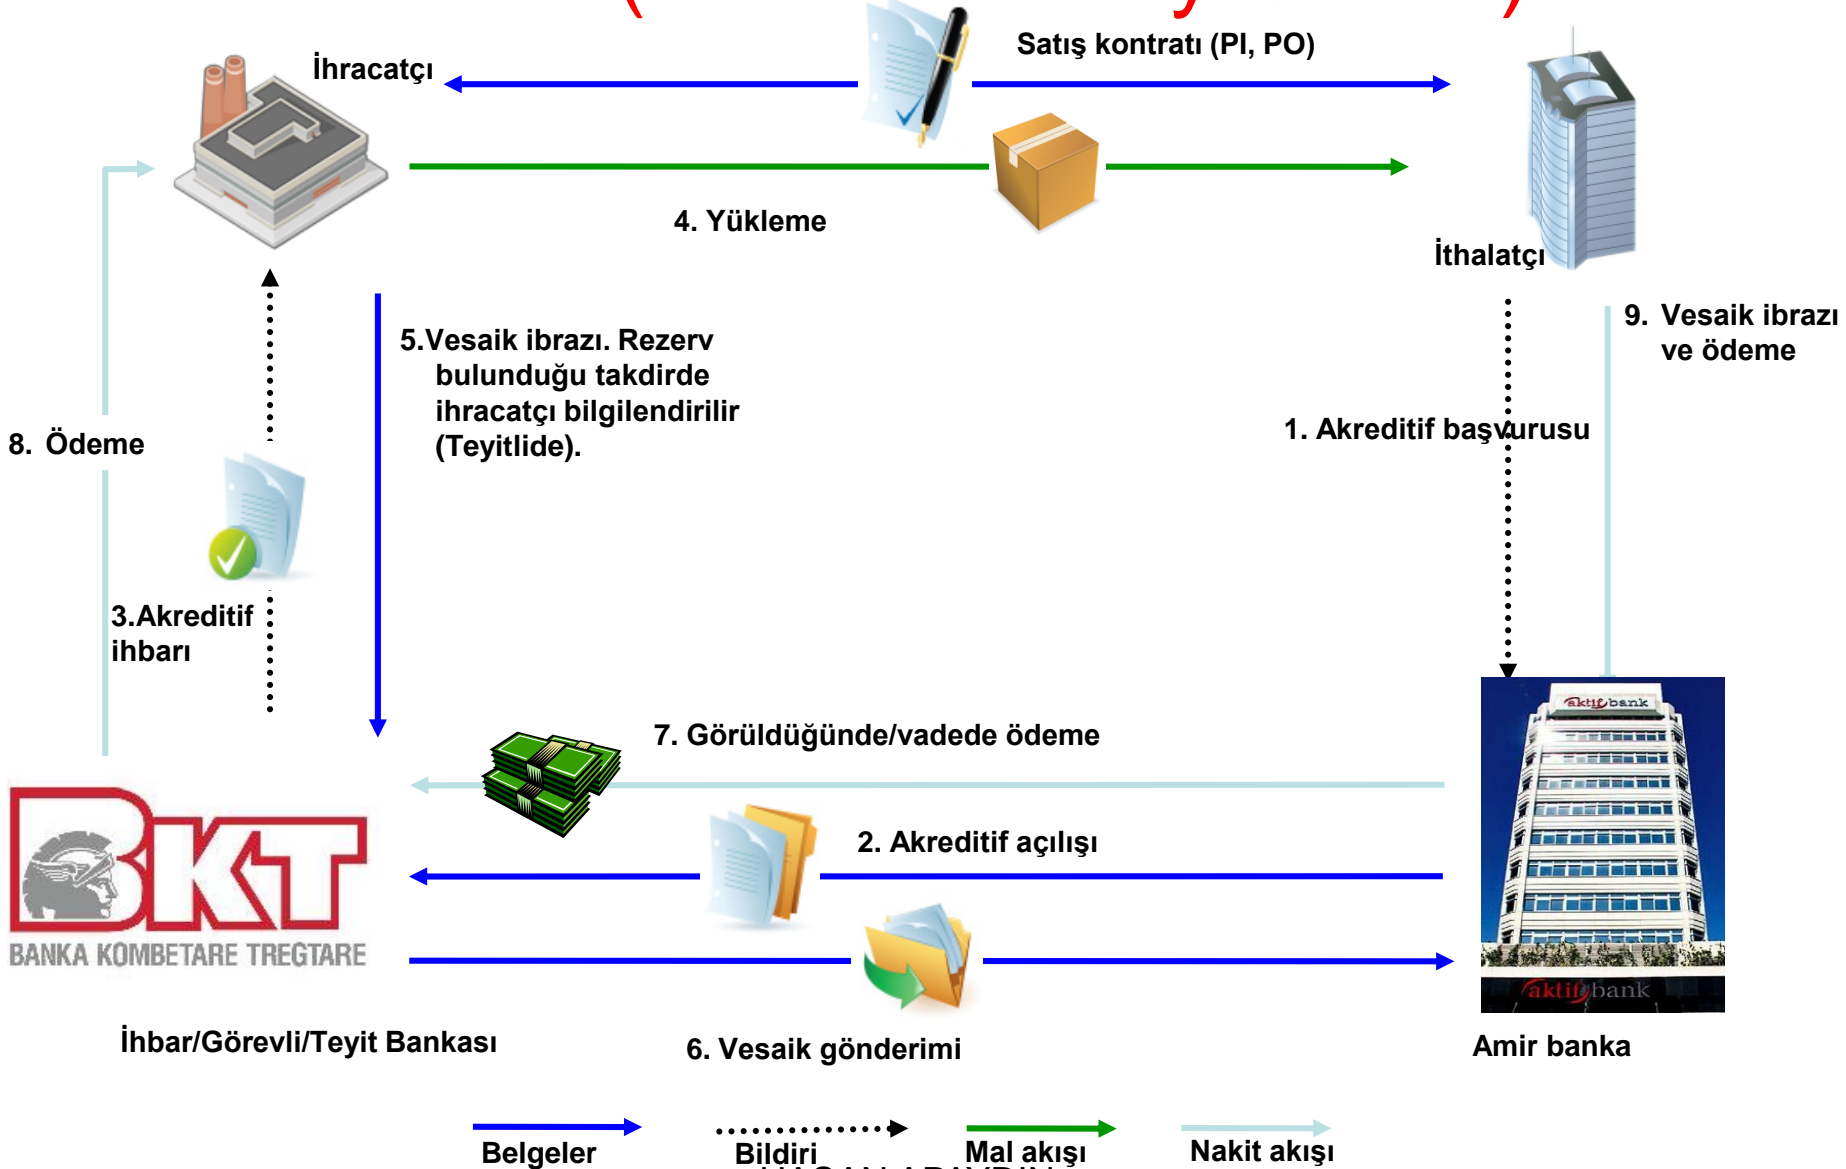 Satış kontratı (PI, PO)
İhracatçı
4. Yükleme
İthalatçı
9. Vesaik ibrazı
ve ödeme
5.Vesaik ibrazı. Rezerv
bulunduğu takdirde
ihracatçı bilgilendirilir
(Teyitlide).
1. Akreditif başvurusu
8. Ödeme
3.Akreditif
ihbarı
aktif bank
7. Görüldüğünde/vadede ödeme
2. Akreditif açılışı
BKT
BANKA KOMBETARE TREGTARE
aktif bank
İhbar/Görevli/Teyit Bankası
6. Vesaik gönderimi
Amir banka
Belgeler
Bildiri
Mal akışı
Nakit akışı